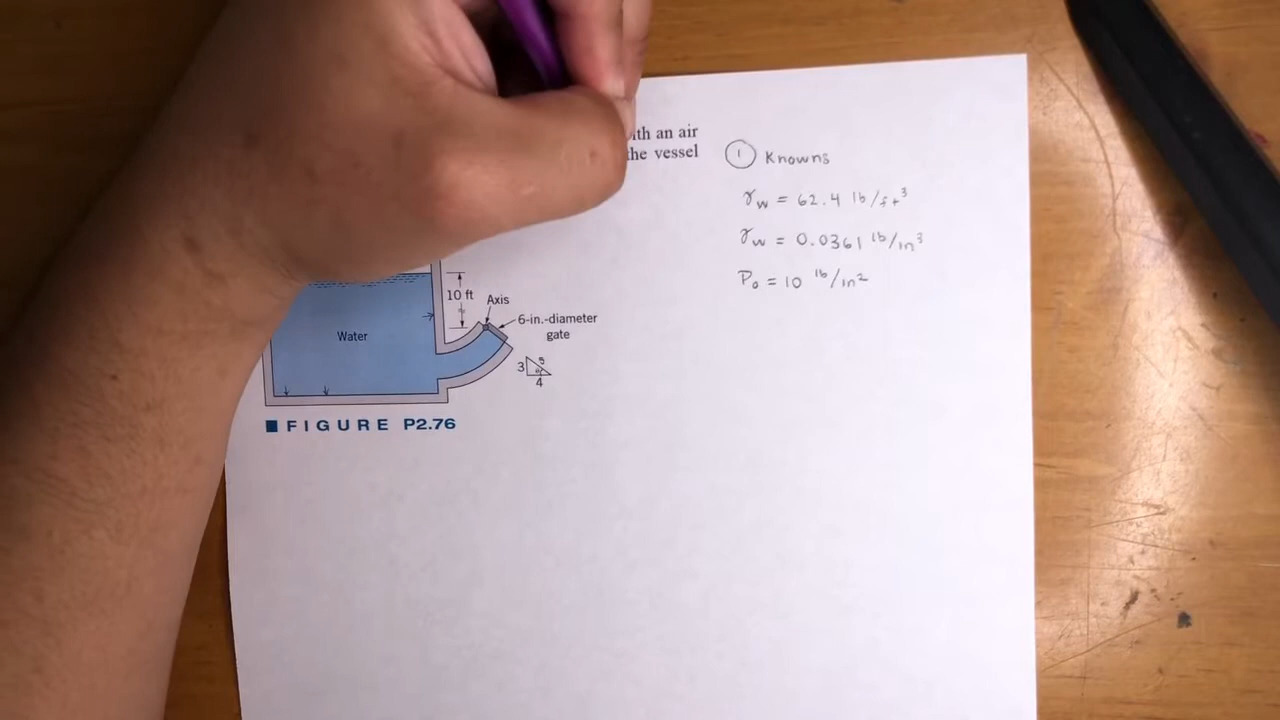 th an air
the vessel
① Knowns
γw = 62.4 lb/ft³
γw = 0.0361 lb/in³
P₀ = 10 lb/in²
10 ft
Axis
6-in.-diameter
gate
Water
3
5
4
■ FIGURE P2.76